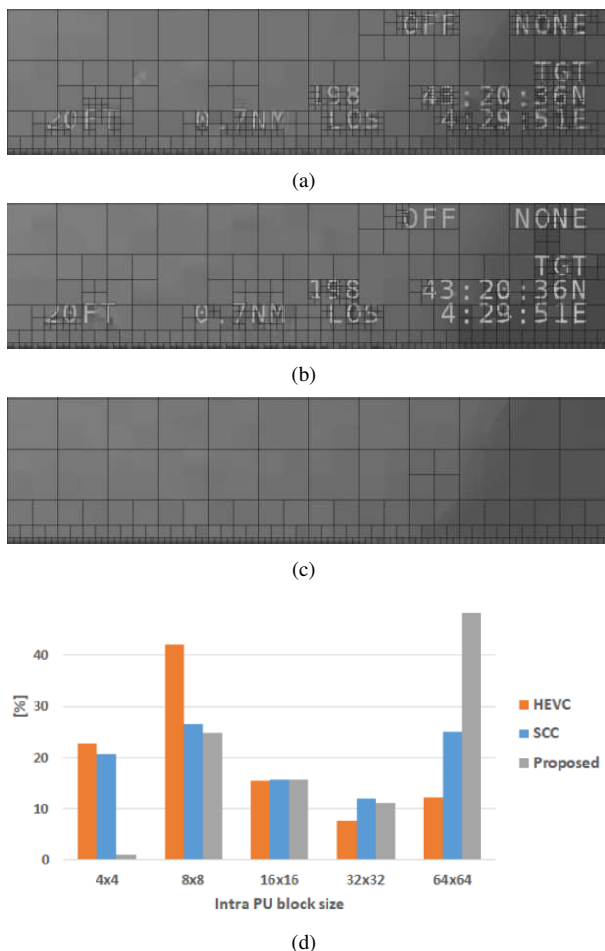 OFF NONE
TGT
198 43:20:36N
20FT 0.7NM LOS 4:29:51E
(a)
OFF NONE
TGT
198 43:20:36N
20FT 0.7NM LOS 4:29:51E
(b)
(c)
40
30
20
10
0
[%]
4x4 8x8 16x16 32x32 64x64
Intra PU block size
HEVC
SCC
Proposed
(d)